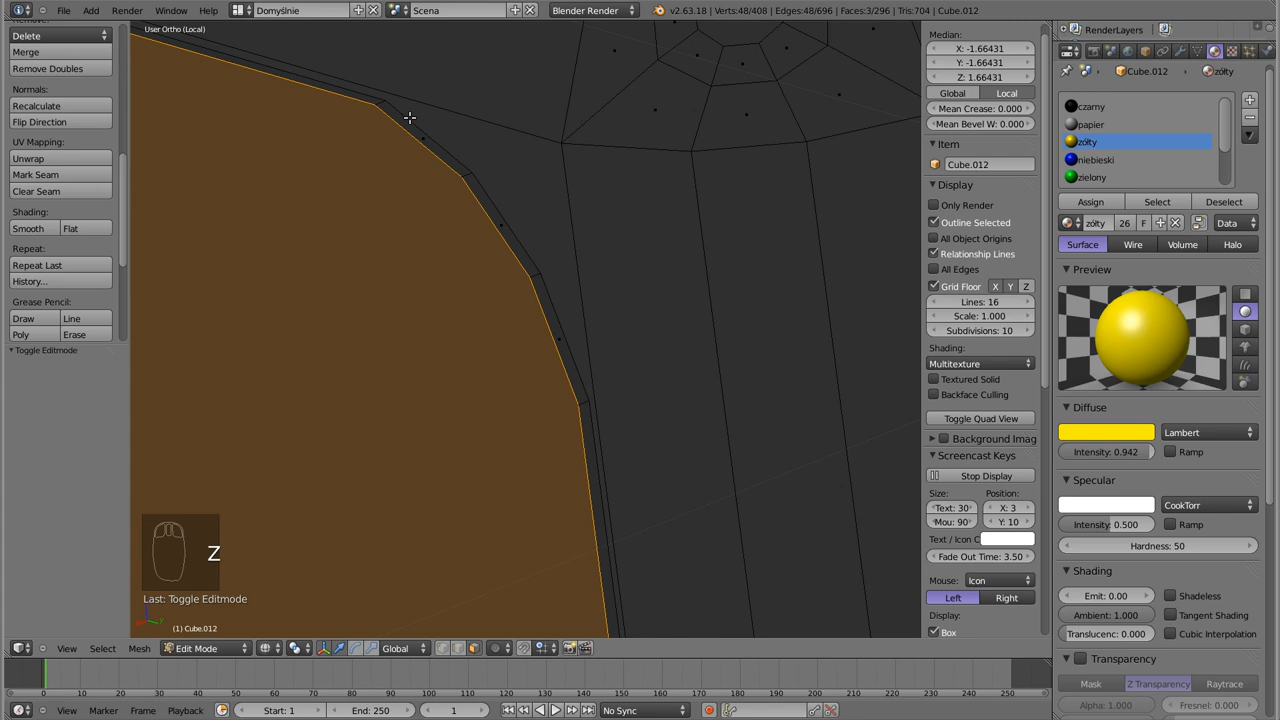 File Add Render Window Help Domyślnie Scena Blender Render v2.63.18 | Verts:48/408 | Edges:48/696 | Faces:3/296 | Tris:704 | Cube.012
User Ortho (Local)
Delete
Merge
Remove Doubles
Normals:
Recalculate
Flip Direction
UV Mapping:
Unwrap
Mark Seam
Clear Seam
Shading:
Smooth Flat
Repeat:
Repeat Last
History...
Grease Pencil:
Draw Line
Poly Erase
Toggle Editmode
Z
Last: Toggle Editmode
(1) Cube.012
Median:
X: -1.66431
Y: -1.66431
Z: 1.66431
Global Local
Mean Crease: 0.000
Mean Bevel W: 0.000
Item
Cube.012
Display
Only Render
Outline Selected
All Object Origins
Relationship Lines
All Edges
Grid Floor X Y Z
Lines: 16
Scale: 1.000
Subdivisions: 10
Shading:
Multitexture
Textured Solid
Backface Culling
Toggle Quad View
Background Imag
Screencast Keys
Stop Display
Size: Position:
Text: 30 X: 3
Mou: 90 Y: 10
Text / Icon C
Fade Out Time: 3.50
Mouse: Icon
Left Right
Display:
Box
RenderLayers
Cube.012 zółty
czarny
papier
zółty
niebieski
zielony
Assign Select Deselect
zółty 26 F Data
Surface Wire Volume Halo
Preview
Diffuse
Lambert
Intensity: 0.942 Ramp
Specular
CookTorr
Intensity: 0.500 Ramp
Hardness: 50
Shading
Emit: 0.00 Shadeless
Ambient: 1.000 Tangent Shading
Translucenc: 0.000 Cubic Interpolation
Transparency
Mask Z Transparency Raytrace
Alpha: 1.000 Fresnel: 0.000
View Select Mesh Edit Mode Global
0 10 20 30 40 50 60 70 80 90 100 110 120 130 140 150 160 170 180 190 200 210 220 230 240 250
View Marker Frame Playback Start: 1 End: 250 1 No Sync